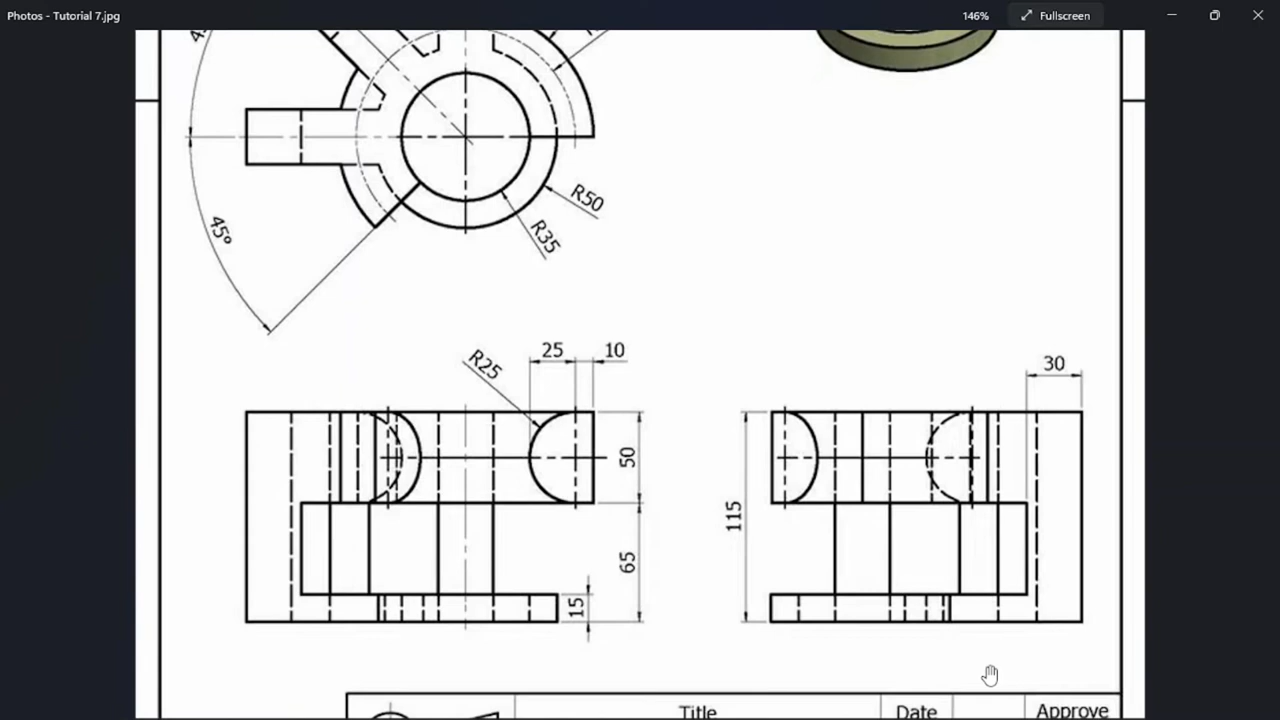 Photos - Tutorial 7.jpg
146%
Fullscreen
45º
R50
R35
R25
25
10
30
50
115
65
15
Title
Date
Approve